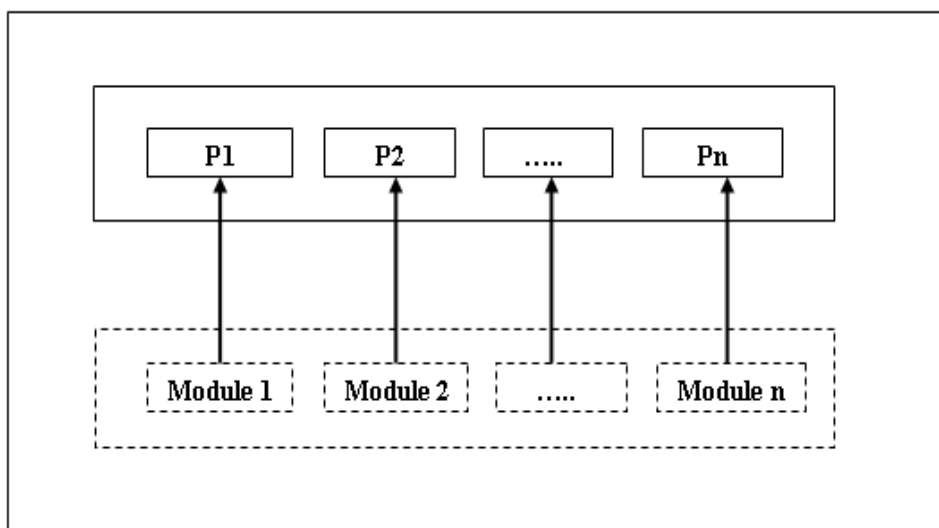 P1 P2 ..... Pn
Module 1 Module 2 ..... Module n